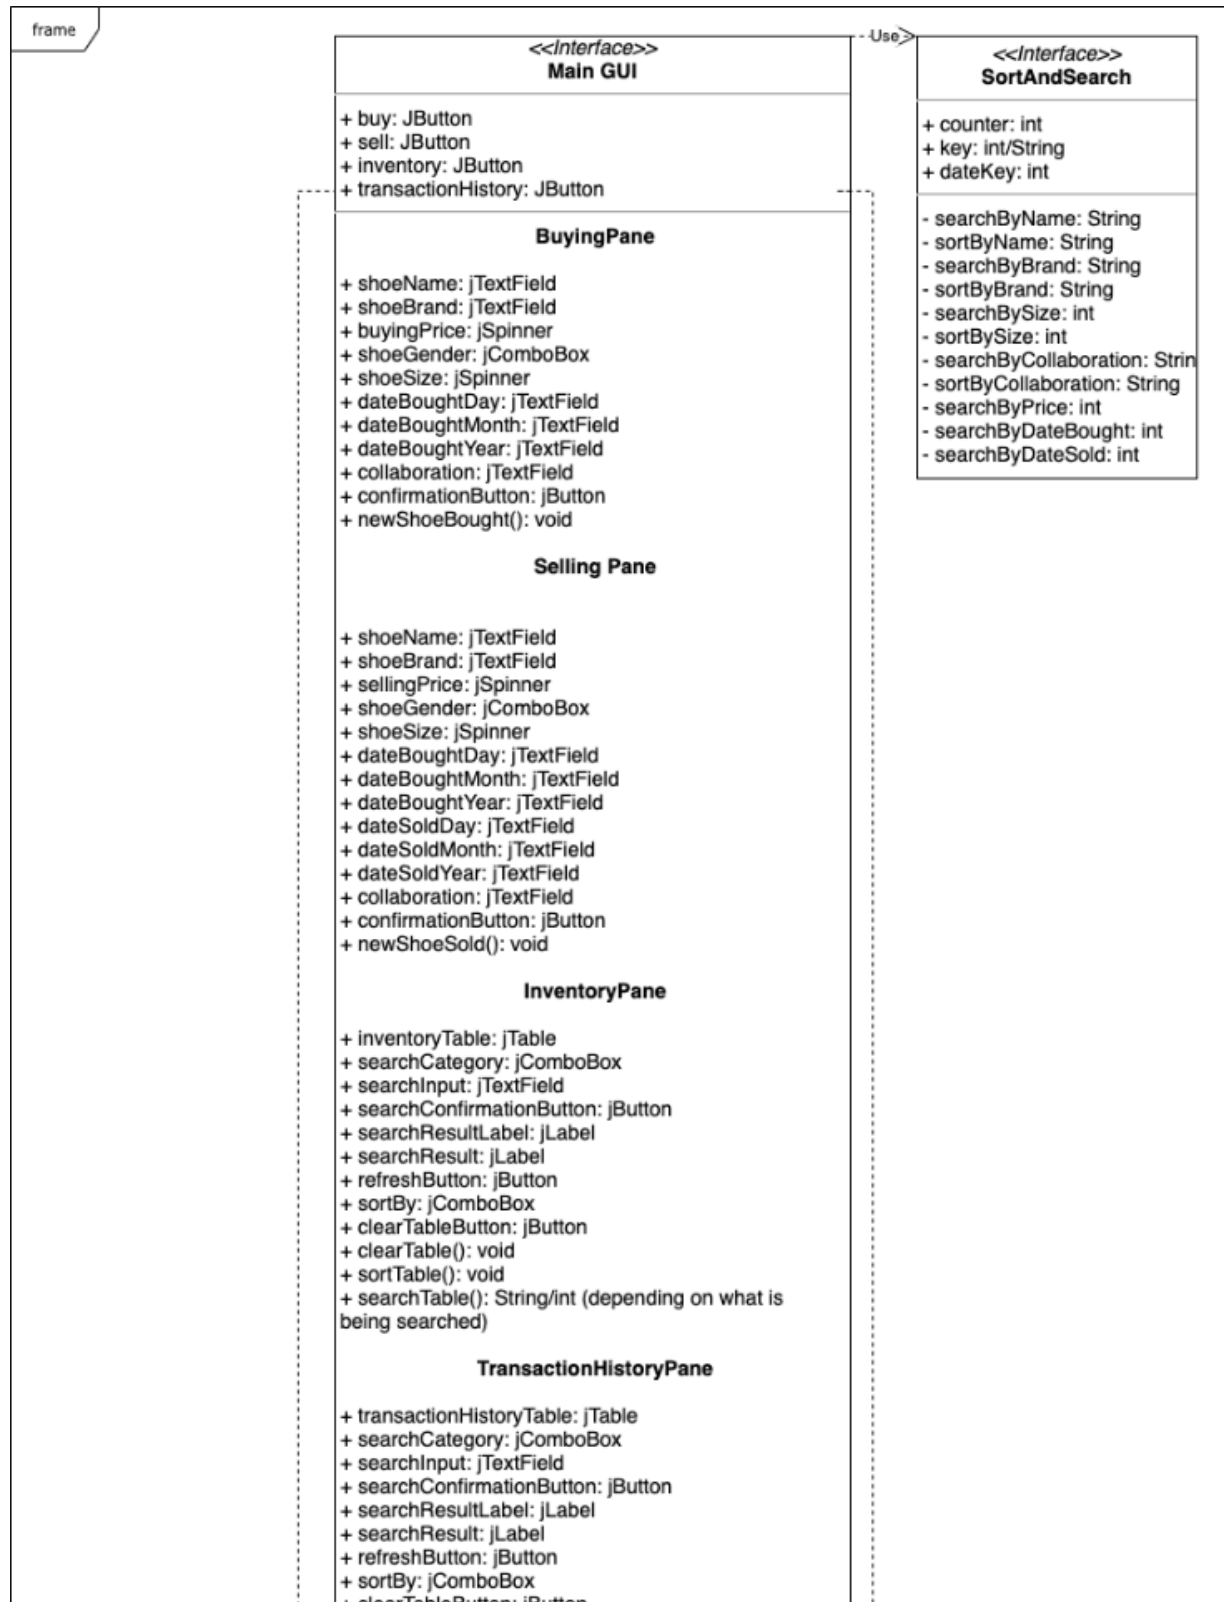 frame
<<Interface>>
Main GUI
+ buy: JButton
+ sell: JButton
+ inventory: JButton
+ transactionHistory: JButton
BuyingPane
+ shoeName: jTextField
+ shoeBrand: jTextField
+ buyingPrice: jSpinner
+ shoeGender: jComboBox
+ shoeSize: jSpinner
+ dateBoughtDay: jTextField
+ dateBoughtMonth: jTextField
+ dateBoughtYear: jTextField
+ collaboration: jTextField
+ confirmationButton: jButton
+ newShoeBought(): void
Selling Pane
+ shoeName: jTextField
+ shoeBrand: jTextField
+ sellingPrice: jSpinner
+ shoeGender: jComboBox
+ shoeSize: jSpinner
+ dateBoughtDay: jTextField
+ dateBoughtMonth: jTextField
+ dateBoughtYear: jTextField
+ dateSoldDay: jTextField
+ dateSoldMonth: jTextField
+ dateSoldYear: jTextField
+ collaboration: jTextField
+ confirmationButton: jButton
+ newShoeSold(): void
InventoryPane
+ inventoryTable: jTable
+ searchCategory: jComboBox
+ searchInput: jTextField
+ searchConfirmationButton: jButton
+ searchResultLabel: jLabel
+ searchResult: jLabel
+ refreshButton: jButton
+ sortBy: jComboBox
+ clearTableButton: jButton
+ clearTable(): void
+ sortTable(): void
+ searchTable(): String/int (depending on what is
being searched)
TransactionHistoryPane
+ transactionHistoryTable: jTable
+ searchCategory: jComboBox
+ searchInput: jTextField
+ searchConfirmationButton: jButton
+ searchResultLabel: jLabel
+ searchResult: jLabel
+ refreshButton: jButton
+ sortBy: jComboBox
+ clearTableButton: jButton
Use
<<Interface>>
SortAndSearch
+ counter: int
+ key: int/String
+ dateKey: int
- searchByName: String
- sortByName: String
- searchByBrand: String
- sortByBrand: String
- searchBySize: int
- sortBySize: int
- searchByCollaboration: Strin
- sortByCollaboration: String
- searchByPrice: int
- searchByDateBought: int
- searchByDateSold: int